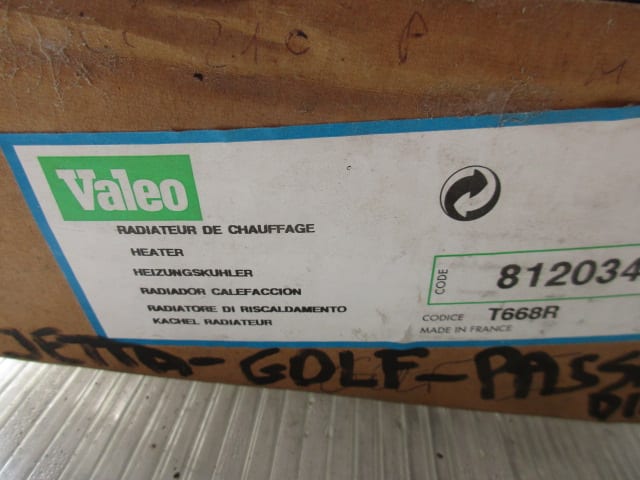 Valeo
RADIATEUR DE CHAUFFAGE
HEATER
HEIZUNGSKUHLER
RADIADOR CALEFACCIÓN
RADIATORE DI RISCALDAMENTO
KACHEL RADIATEUR
CODE 812034
CODICE T668R
MADE IN FRANCE
JETTA-GOLF-PASS